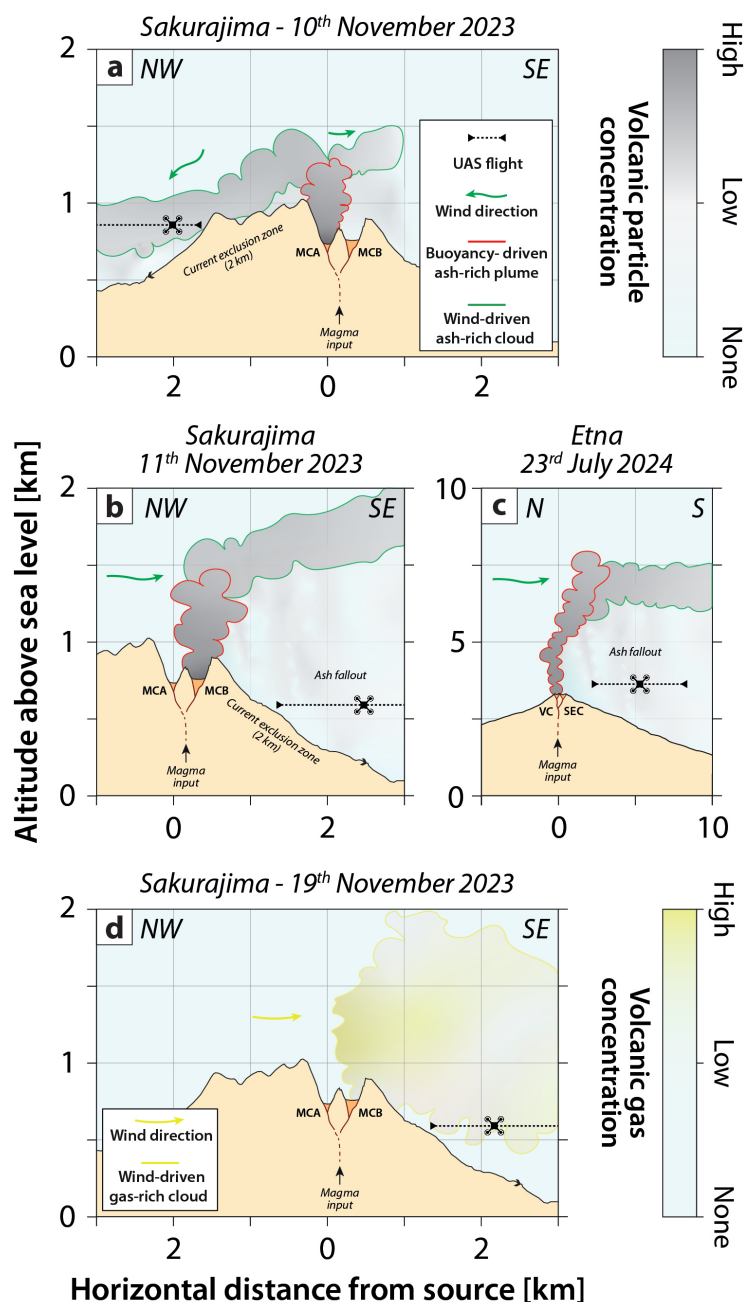 Sakurajima - 10th November 2023
a NW SE
2
1
0
2 0 2
UAS flight
Wind direction
Buoyancy- driven
ash-rich plume
Wind-driven
ash-rich cloud
Current exclusion zone
(2 km)
MCA MCB
Magma
input
High
Low
None
Volcanic particle
concentration
Altitude above sea level [km]
Sakurajima
11th November 2023
b NW SE
2
1
0
0 2
Ash fallout
MCA MCB
Current exclusion zone
(2 km)
Magma
input
Etna
23rd July 2024
c N S
10
5
0
0 10
Ash fallout
VC SEC
Magma
input
Sakurajima - 19th November 2023
d NW SE
2
1
0
2 0 2
MCA MCB
Wind direction
Wind-driven
gas-rich cloud
Magma
input
High
Low
None
Volcanic gas
concentration
Horizontal distance from source [km]